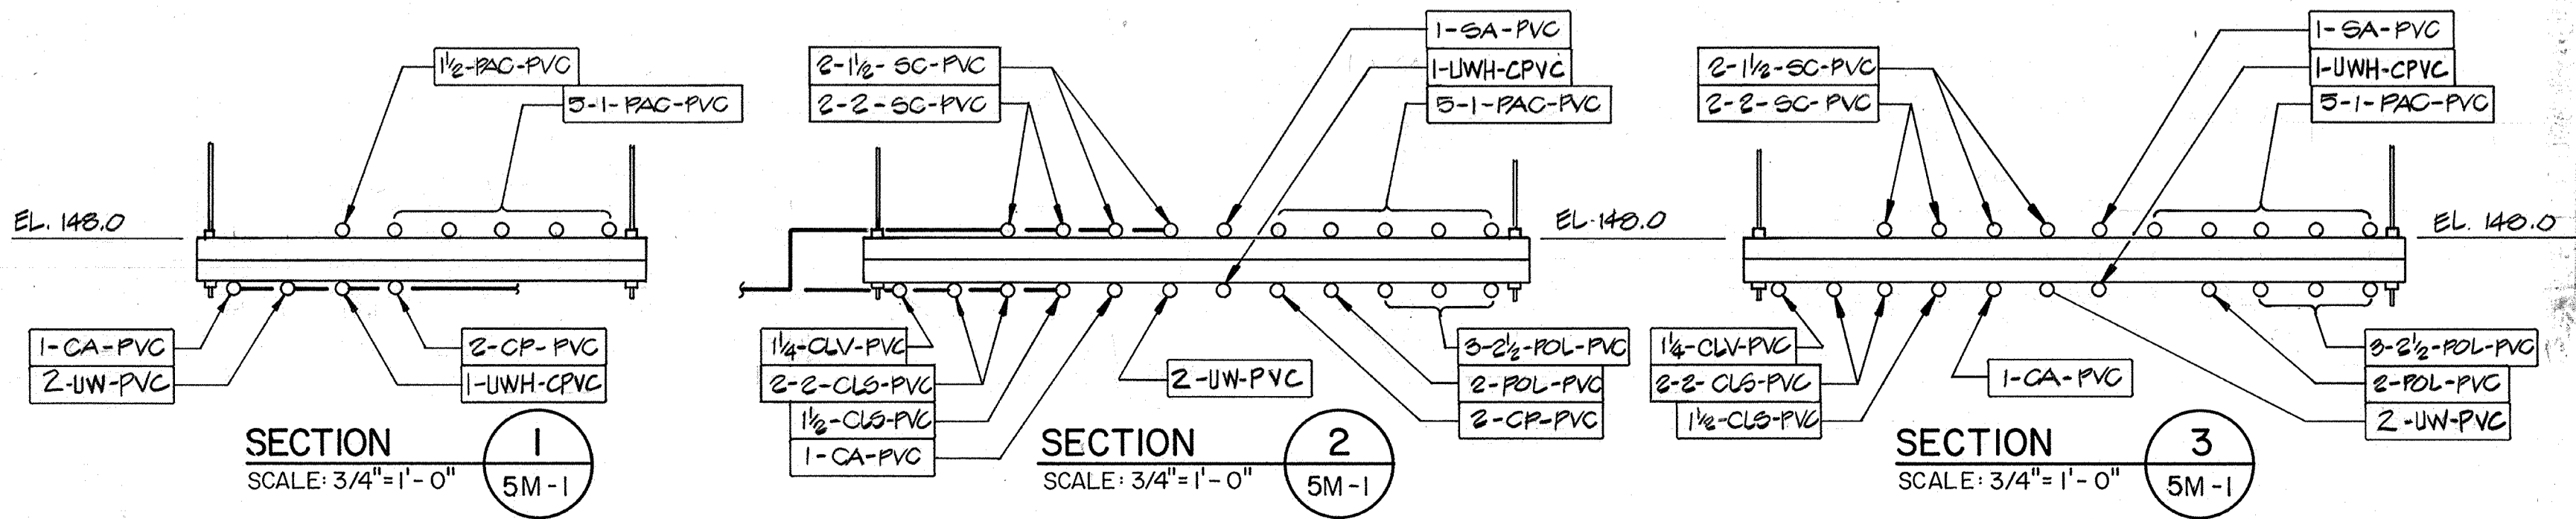 1½-PAC-PVC
5-1-PAC-PVC
EL. 148.0
1-CA-PVC
2-UW-PVC
2-CP-PVC
1-UWH-CPVC
SECTION
SCALE: 3/4"=1'-0"
1
5M-1
2-1½-SC-PVC
2-2-SC-PVC
1-SA-PVC
1-UWH-CPVC
5-1-PAC-PVC
EL-148.0
1¼-CLV-PVC
2-2-CLS-PVC
1½-CLS-PVC
1-CA-PVC
2-UW-PVC
3-2½-POL-PVC
2-POL-PVC
2-CP-PVC
SECTION
SCALE: 3/4"=1'-0"
2
5M-1
2-1½-SC-PVC
2-2-SC-PVC
1-SA-PVC
1-UWH-CPVC
5-1-PAC-PVC
EL. 148.0
1¼-CLV-PVC
2-2-CLS-PVC
1½-CLS-PVC
1-CA-PVC
3-2½-POL-PVC
2-POL-PVC
2-UW-PVC
SECTION
SCALE: 3/4"=1'-0"
3
5M-1